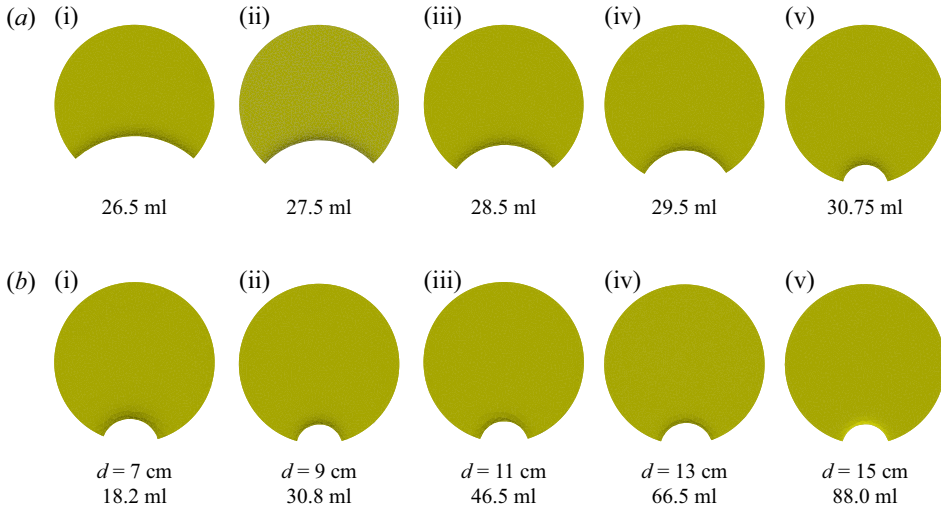 (a) (i) (ii) (iii) (iv) (v)
26.5 ml 27.5 ml 28.5 ml 29.5 ml 30.75 ml
(b) (i) (ii) (iii) (iv) (v)
d = 7 cm d = 9 cm d = 11 cm d = 13 cm d = 15 cm
18.2 ml 30.8 ml 46.5 ml 66.5 ml 88.0 ml